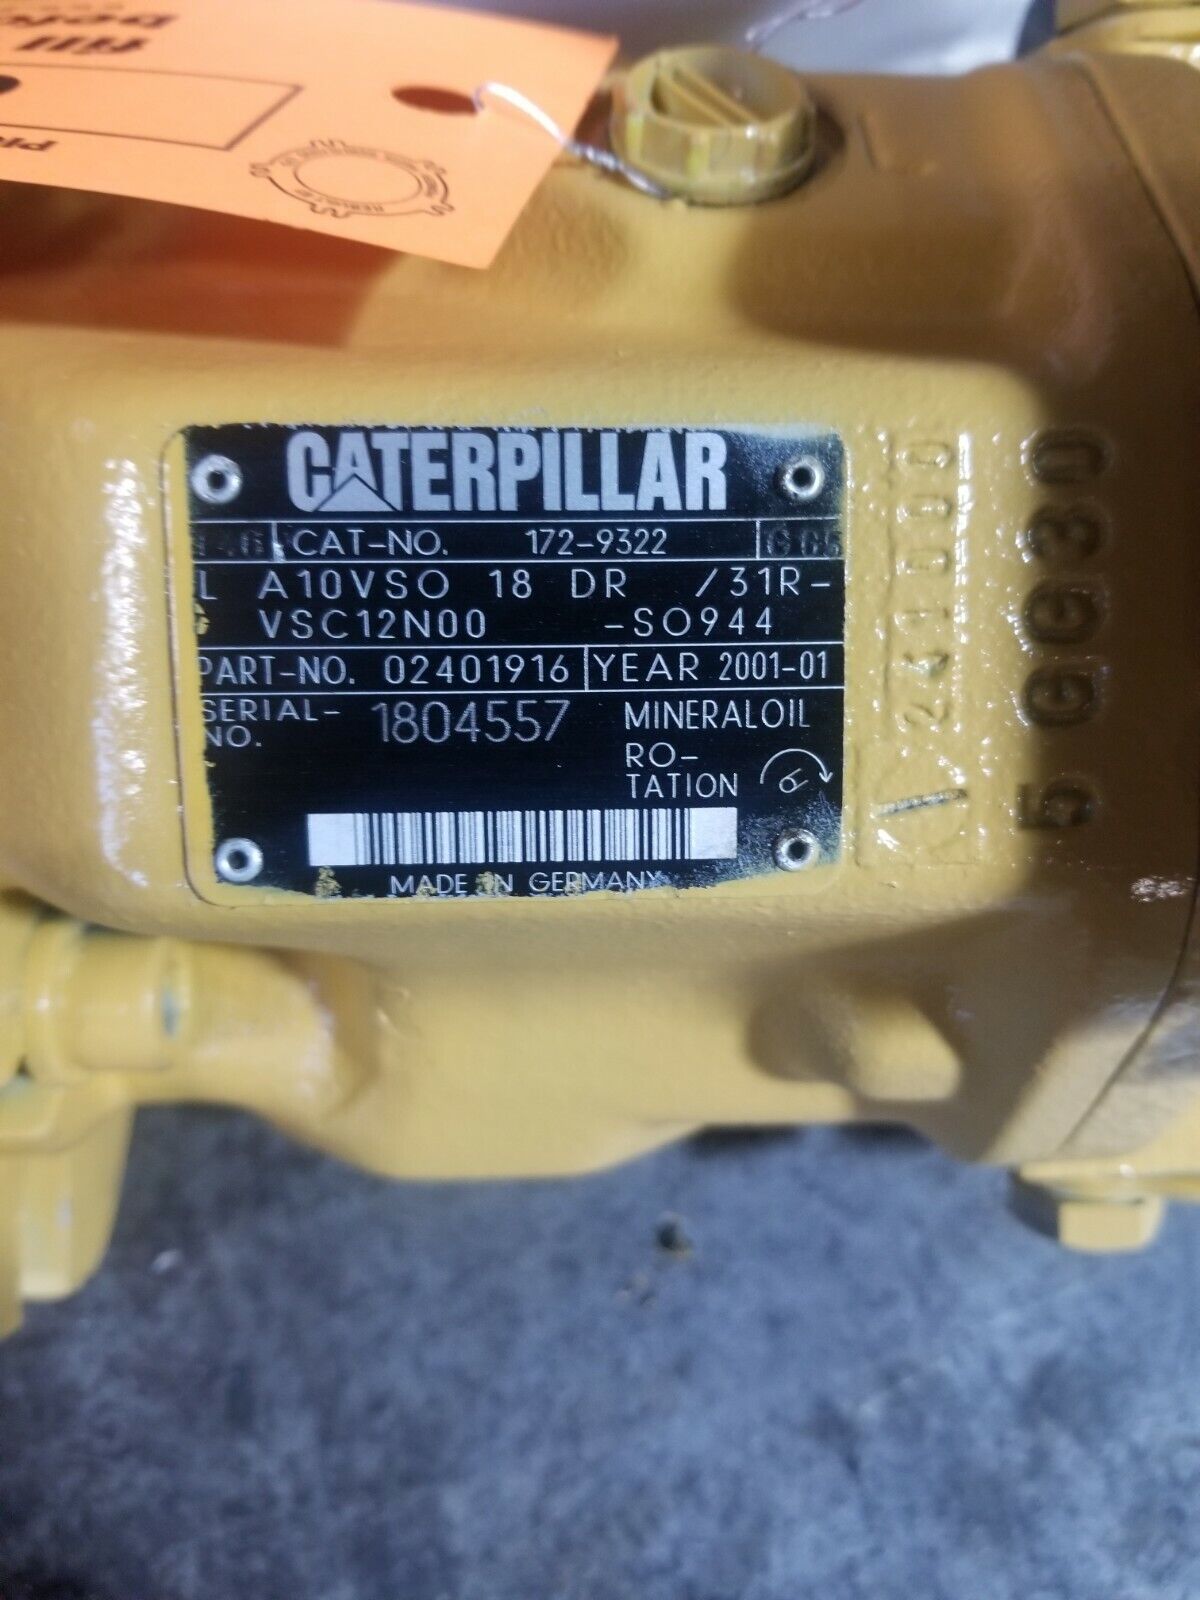 CATERPILLAR
CAT-NO. 172-9322
L A10VSO 18 DR /31R-
VSC12N00 -SO944
PART-NO. 02401916 YEAR 2001-01
SERIAL-NO. 1804557 MINERALOIL
RO-
TATION
MADE IN GERMANY
241000
5 GG30